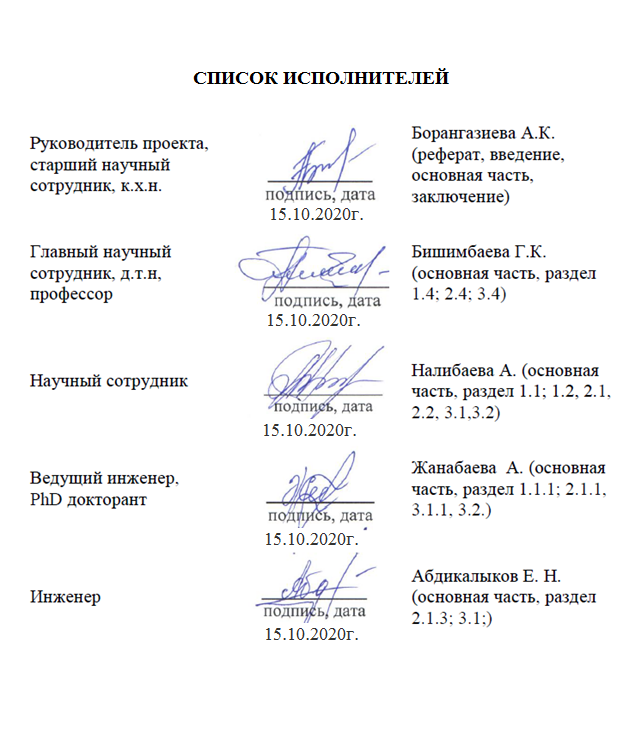 СПИСОК ИСПОЛНИТЕЛЕЙ
Руководитель проекта,
старший научный
сотрудник, к.х.н.
подпись, дата
15.10.2020г.
Борангазиева А.К.
(реферат, введение,
основная часть,
заключение)
Главный научный
сотрудник, д.т.н,
профессор
подпись, дата
15.10.2020г.
Бишимбаева Г.К.
(основная часть, раздел
1.4; 2.4; 3.4)
Научный сотрудник
подпись, дата
15.10.2020г.
Налибаева А. (основная
часть, раздел 1.1; 1.2, 2.1,
2.2, 3.1,3.2)
Ведущий инженер,
PhD докторант
подпись, дата
15.10.2020г.
Жанабаева  А. (основная
часть, раздел 1.1.1; 2.1.1,
3.1.1, 3.2.)
Инженер
подпись, дата
15.10.2020г.
Абдикалыков Е. Н.
(основная часть, раздел
2.1.3; 3.1;)